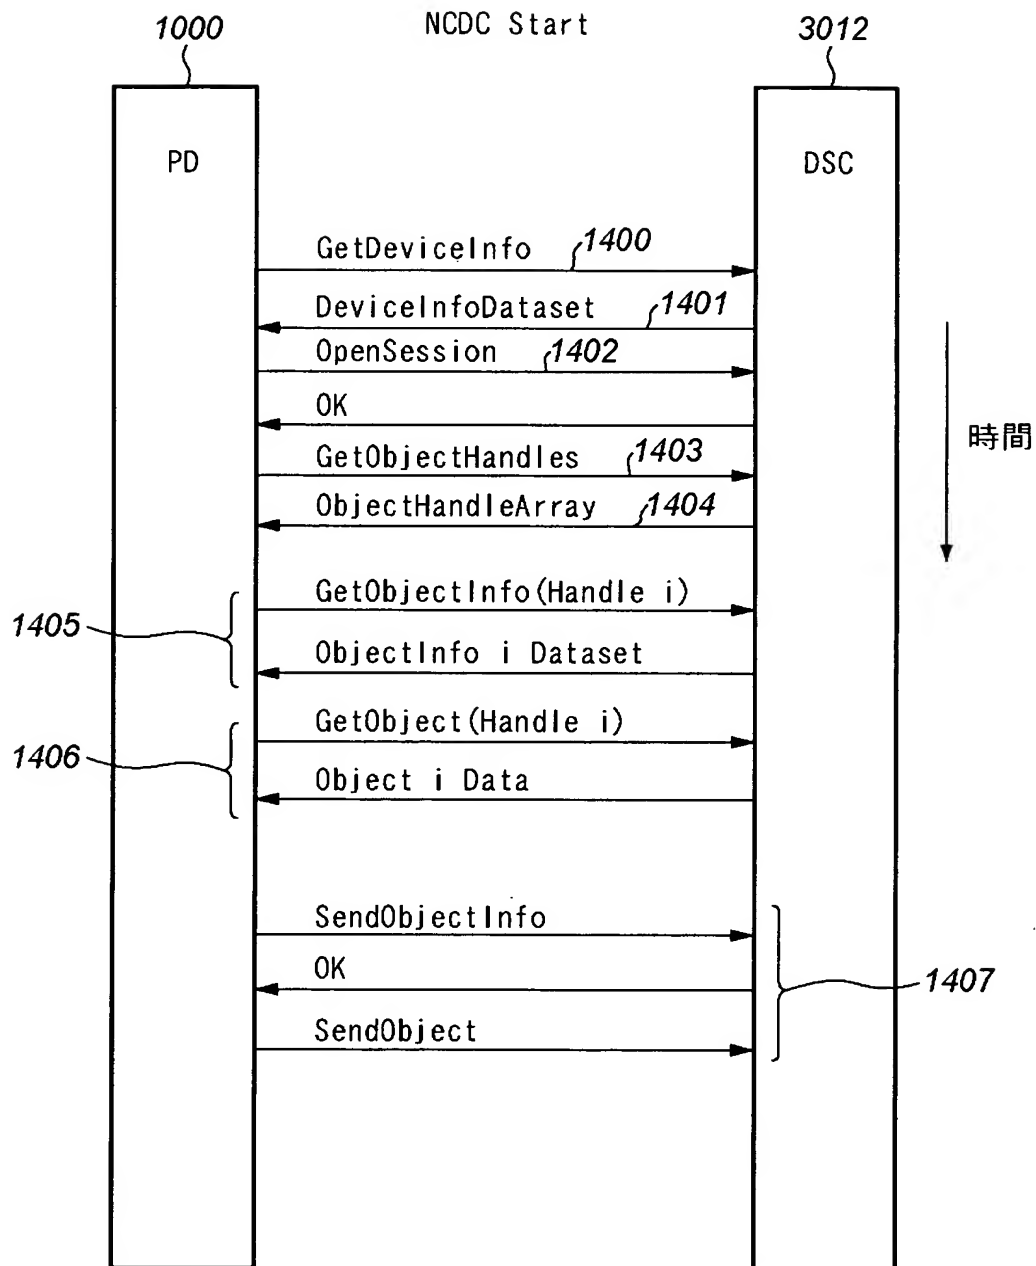 NCDC Start
1000
3012
PD
DSC
GetDeviceInfo
1400
DeviceInfoDataset
1401
OpenSession
1402
OK
GetObjectHandles
1403
時間
ObjectHandleArray
1404
GetObjectInfo(Handle i)
1405
ObjectInfo i Dataset
GetObject(Handle i)
1406
Object i Data
SendObjectInfo
OK
1407
SendObject